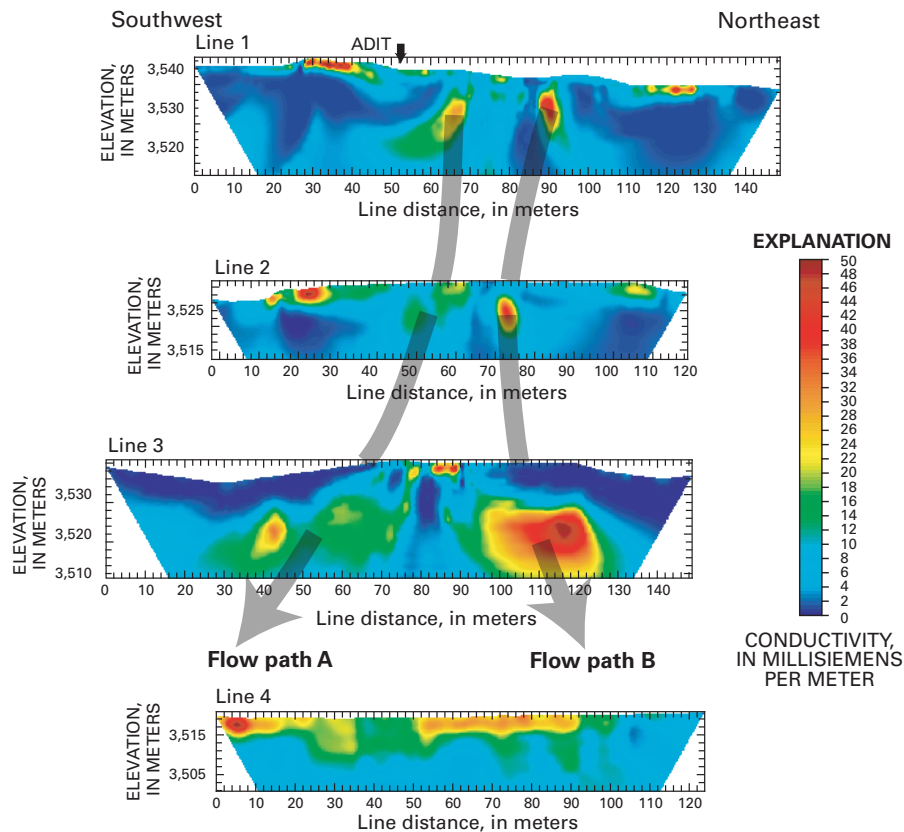 Southwest
Northeast
Line 1
ADIT
ELEVATION,
IN METERS
3,540
3,530
3,520
0 10 20 30 40 50 60 70 80 90 100 110 120 130 140
Line distance, in meters
Line 2
ELEVATION,
IN METERS
3,525
3,515
0 10 20 30 40 50 60 70 80 90 100 110 120
Line distance, in meters
Line 3
ELEVATION,
IN METERS
3,530
3,520
3,510
0 10 20 30 40 50 60 70 80 90 100 110 120 130 140
Line distance, in meters
Flow path A
Flow path B
Line 4
ELEVATION,
IN METERS
3,515
3,505
0 10 20 30 40 50 60 70 80 90 100 110 120
Line distance, in meters
EXPLANATION
50
48
46
44
42
40
38
36
34
32
30
28
26
24
22
20
18
16
14
12
10
8
6
4
2
0
CONDUCTIVITY,
IN MILLISIEMENS
PER METER